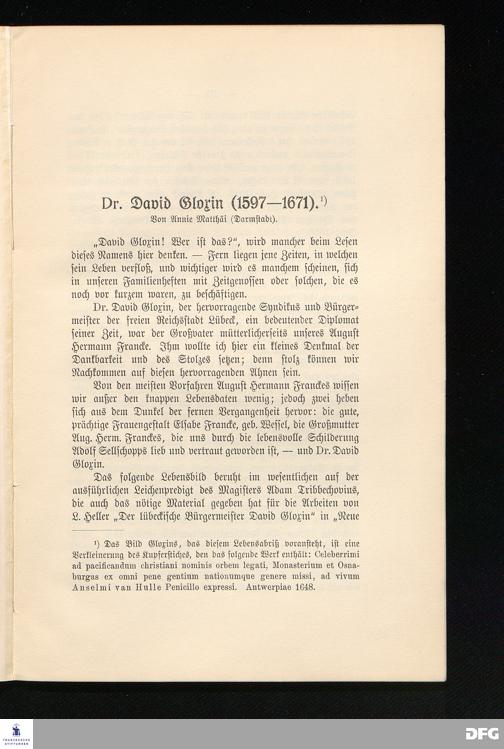 Dr. David Gloxin (1597—1671).¹)
Von Annie Matthäi (Darmstadt).
„David Gloxin! Wer ist das?“, wird mancher beim Lesen
dieses Namens hier denken. — Fern liegen jene Zeiten, in welchen
sein Leben verfloß, und wichtiger wird es manchem scheinen, sich
in unseren Familienheften mit Zeitgenossen oder solchen, die es
noch vor kurzem waren, zu beschäftigen.
Dr. David Gloxin, der hervorragende Syndikus und Bürger-
meister der freien Reichsstadt Lübeck, ein bedeutender Diplomat
seiner Zeit, war der Großvater mütterlicherseits unseres August
Hermann Francke. Ihm wollte ich hier ein kleines Denkmal der
Dankbarkeit und des Stolzes setzen; denn stolz können wir
Nachkommen auf diesen hervorragenden Ahnen sein.
Von den meisten Vorfahren August Hermann Franckes wissen
wir außer den knappen Lebensdaten wenig; jedoch zwei heben
sich aus dem Dunkel der fernen Vergangenheit hervor: die gute,
prächtige Frauengestalt Elsabe Francke, geb. Wessel, die Großmutter
Aug. Herm. Franckes, die uns durch die lebensvolle Schilderung
Adolf Sellschopps lieb und vertraut geworden ist, — und Dr. David
Gloxin.
Das folgende Lebensbild beruht im wesentlichen auf der
ausführlichen Leichenpredigt des Magisters Adam Tribbechovius,
die auch das nötige Material gegeben hat für die Arbeiten von
L. Heller „Der lübeckische Bürgermeister David Gloxin“ in „Neue
¹) Das Bild Gloxins, das diesem Lebensabriß voransteht, ist eine
Verkleinerung des Kupferstiches, den das folgende Werk enthält: Celeberrimi
ad pacificandum christiani nominis orbem legati, Monasterium et Osna-
burgas ex omni pene gentium nationumque genere missi, ad vivum
Anselmi van Hulle Penicillo expressi. Antwerpiae 1648.
FRANCKESCHE
STIFTUNGEN
DFG